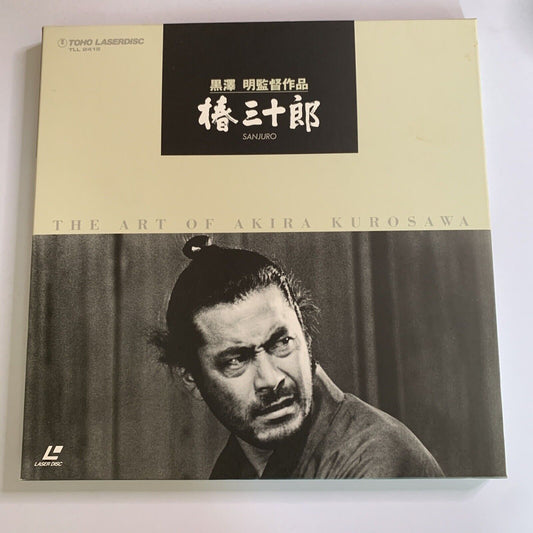 TOHO LASERDISC
TLL 2418
黒澤 明監督作品
椿三十郎
SANJURO
THE ART OF AKIRA KUROSAWA
LASER DISC